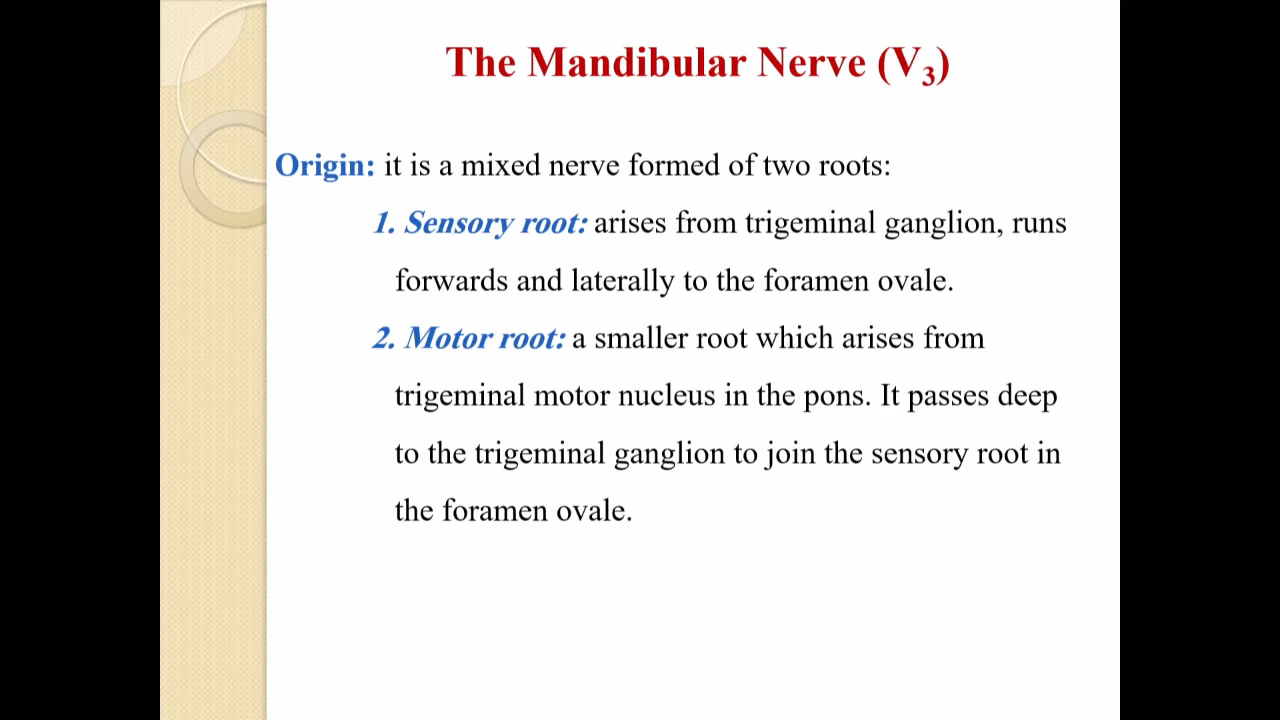 The Mandibular Nerve (V₃)
Origin: it is a mixed nerve formed of two roots:
1. Sensory root: arises from trigeminal ganglion, runs
forwards and laterally to the foramen ovale.
2. Motor root: a smaller root which arises from
trigeminal motor nucleus in the pons. It passes deep
to the trigeminal ganglion to join the sensory root in
the foramen ovale.